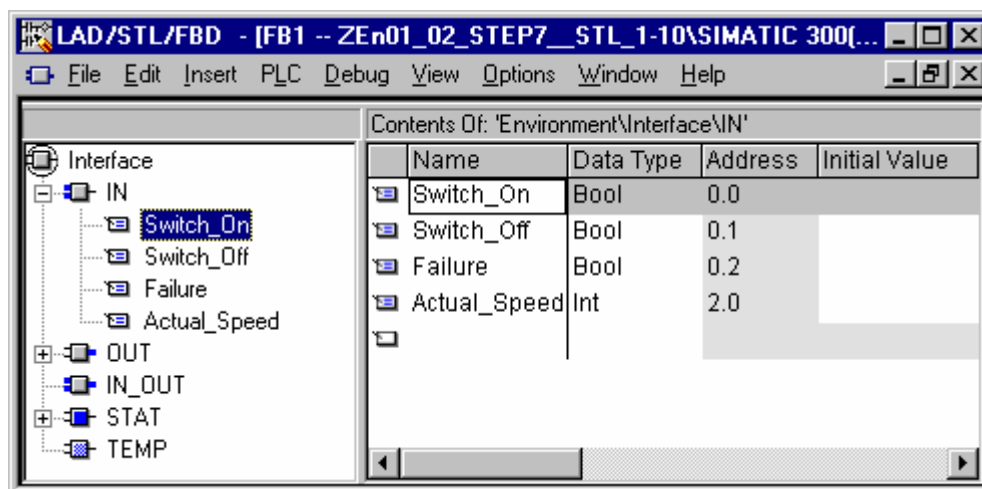 LAD/STL/FBD - [FB1 -- ZEn01_02_STEP7__STL_1-10\SIMATIC 300(...
File Edit Insert PLC Debug View Options Window Help
Contents Of: 'Environment\Interface\IN'
Interface
IN
Switch_On
Switch_Off
Failure
Actual_Speed
OUT
IN_OUT
STAT
TEMP
Name Data Type Address Initial Value
Switch_On Bool 0.0
Switch_Off Bool 0.1
Failure Bool 0.2
Actual_Speed Int 2.0